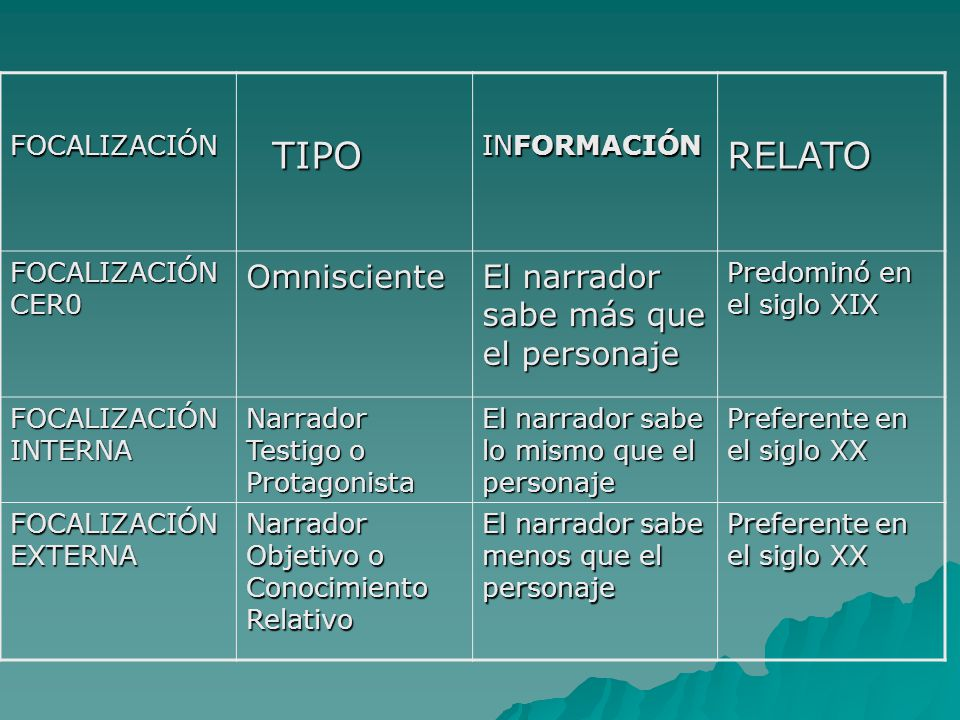 FOCALIZACIÓN
TIPO
INFORMACIÓN
RELATO
FOCALIZACIÓN
CER0
Omnisciente
El narrador
sabe más que
el personaje
Predominó en
el siglo XIX
FOCALIZACIÓN
INTERNA
Narrador
Testigo o
Protagonista
El narrador sabe
lo mismo que el
personaje
Preferente en
el siglo XX
FOCALIZACIÓN
EXTERNA
Narrador
Objetivo o
Conocimiento
Relativo
El narrador sabe
menos que el
personaje
Preferente en
el siglo XX